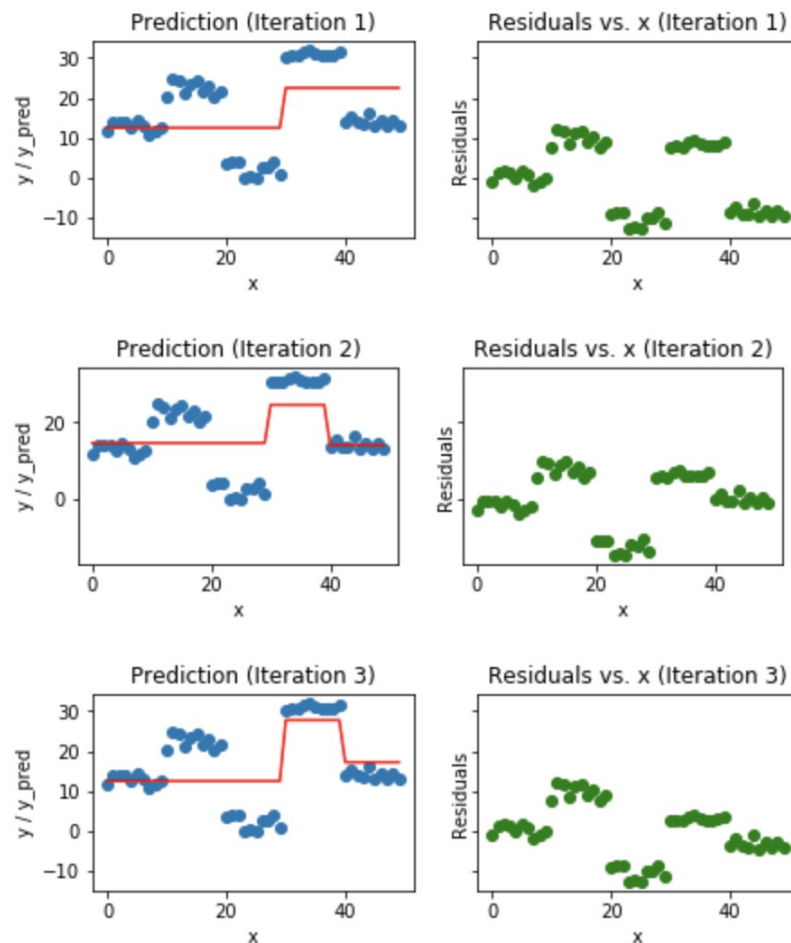 Prediction (Iteration 1)
y / y_pred
30
20
10
0
−10
0
20
40
x
Residuals vs. x (Iteration 1)
Residuals
0
20
40
x
Prediction (Iteration 2)
y / y_pred
20
0
0
20
40
x
Residuals vs. x (Iteration 2)
Residuals
0
20
40
x
Prediction (Iteration 3)
y / y_pred
30
20
10
0
−10
0
20
40
x
Residuals vs. x (Iteration 3)
Residuals
0
20
40
x